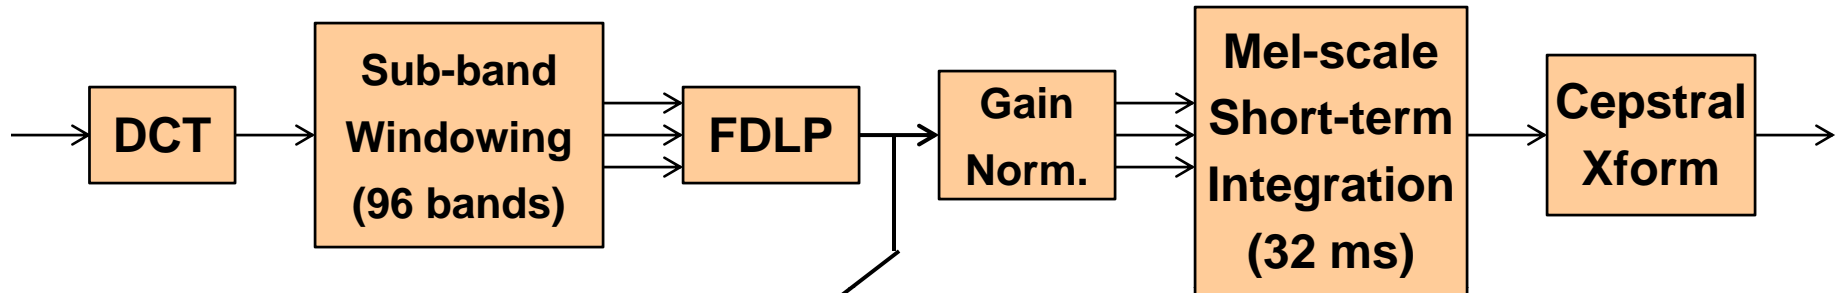 DCT
Sub-band
Windowing
(96 bands)
FDLP
Gain
Norm.
Mel-scale
Short-term
Integration
(32 ms)
Cepstral
Xform